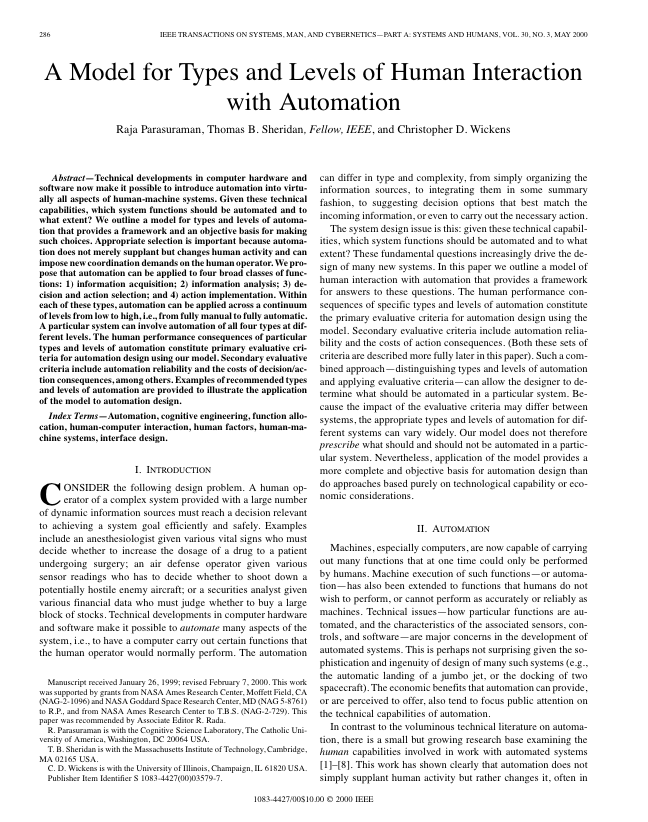 286
IEEE TRANSACTIONS ON SYSTEMS, MAN, AND CYBERNETICS—PART A: SYSTEMS AND HUMANS, VOL. 30, NO. 3, MAY 2000
A Model for Types and Levels of Human Interaction
with Automation
Raja Parasuraman, Thomas B. Sheridan, Fellow, IEEE, and Christopher D. Wickens
Abstract—Technical developments in computer hardware and
software now make it possible to introduce automation into virtu-
ally all aspects of human-machine systems. Given these technical
capabilities, which system functions should be automated and to
what extent? We outline a model for types and levels of automa-
tion that provides a framework and an objective basis for making
such choices. Appropriate selection is important because automa-
tion does not merely supplant but changes human activity and can
impose new coordination demands on the human operator. We pro-
pose that automation can be applied to four broad classes of func-
tions: 1) information acquisition; 2) information analysis; 3) de-
cision and action selection; and 4) action implementation. Within
each of these types, automation can be applied across a continuum
of levels from low to high, i.e., from fully manual to fully automatic.
A particular system can involve automation of all four types at dif-
ferent levels. The human performance consequences of particular
types and levels of automation constitute primary evaluative cri-
teria for automation design using our model. Secondary evaluative
criteria include automation reliability and the costs of decision/ac-
tion consequences, among others. Examples of recommended types
and levels of automation are provided to illustrate the application
of the model to automation design.
Index Terms—Automation, cognitive engineering, function allo-
cation, human-computer interaction, human factors, human-ma-
chine systems, interface design.
I. INTRODUCTION
CONSIDER the following design problem. A human op-
erator of a complex system provided with a large number
of dynamic information sources must reach a decision relevant
to achieving a system goal efficiently and safely. Examples
include an anesthesiologist given various vital signs who must
decide whether to increase the dosage of a drug to a patient
undergoing surgery; an air defense operator given various
sensor readings who has to decide whether to shoot down a
potentially hostile enemy aircraft; or a securities analyst given
various financial data who must judge whether to buy a large
block of stocks. Technical developments in computer hardware
and software make it possible to automate many aspects of the
system, i.e., to have a computer carry out certain functions that
the human operator would normally perform. The automation
Manuscript received January 26, 1999; revised February 7, 2000. This work
was supported by grants from NASA Ames Research Center, Moffett Field, CA
(NAG-2-1096) and NASA Goddard Space Research Center, MD (NAG 5-8761)
to R.P., and from NASA Ames Research Center to T.B.S. (NAG-2-729). This
paper was recommended by Associate Editor R. Rada.
R. Parasuraman is with the Cognitive Science Laboratory, The Catholic Uni-
versity of America, Washington, DC 20064 USA.
T. B. Sheridan is with the Massachusetts Institute of Technology, Cambridge,
MA 02165 USA.
C. D. Wickens is with the University of Illinois, Champaign, IL 61820 USA.
Publisher Item Identifier S 1083-4427(00)03579-7.
can differ in type and complexity, from simply organizing the
information sources, to integrating them in some summary
fashion, to suggesting decision options that best match the
incoming information, or even to carry out the necessary action.
The system design issue is this: given these technical capabil-
ities, which system functions should be automated and to what
extent? These fundamental questions increasingly drive the de-
sign of many new systems. In this paper we outline a model of
human interaction with automation that provides a framework
for answers to these questions. The human performance con-
sequences of specific types and levels of automation constitute
the primary evaluative criteria for automation design using the
model. Secondary evaluative criteria include automation relia-
bility and the costs of action consequences. (Both these sets of
criteria are described more fully later in this paper). Such a com-
bined approach—distinguishing types and levels of automation
and applying evaluative criteria—can allow the designer to de-
termine what should be automated in a particular system. Be-
cause the impact of the evaluative criteria may differ between
systems, the appropriate types and levels of automation for dif-
ferent systems can vary widely. Our model does not therefore
prescribe what should and should not be automated in a partic-
ular system. Nevertheless, application of the model provides a
more complete and objective basis for automation design than
do approaches based purely on technological capability or eco-
nomic considerations.
II. AUTOMATION
Machines, especially computers, are now capable of carrying
out many functions that at one time could only be performed
by humans. Machine execution of such functions—or automa-
tion—has also been extended to functions that humans do not
wish to perform, or cannot perform as accurately or reliably as
machines. Technical issues—how particular functions are au-
tomated, and the characteristics of the associated sensors, con-
trols, and software—are major concerns in the development of
automated systems. This is perhaps not surprising given the so-
phistication and ingenuity of design of many such systems (e.g.,
the automatic landing of a jumbo jet, or the docking of two
spacecraft). The economic benefits that automation can provide,
or are perceived to offer, also tend to focus public attention on
the technical capabilities of automation.
In contrast to the voluminous technical literature on automa-
tion, there is a small but growing research base examining the
human capabilities involved in work with automated systems
[1]–[8]. This work has shown clearly that automation does not
simply supplant human activity but rather changes it, often in
1083-4427/00$10.00 © 2000 IEEE